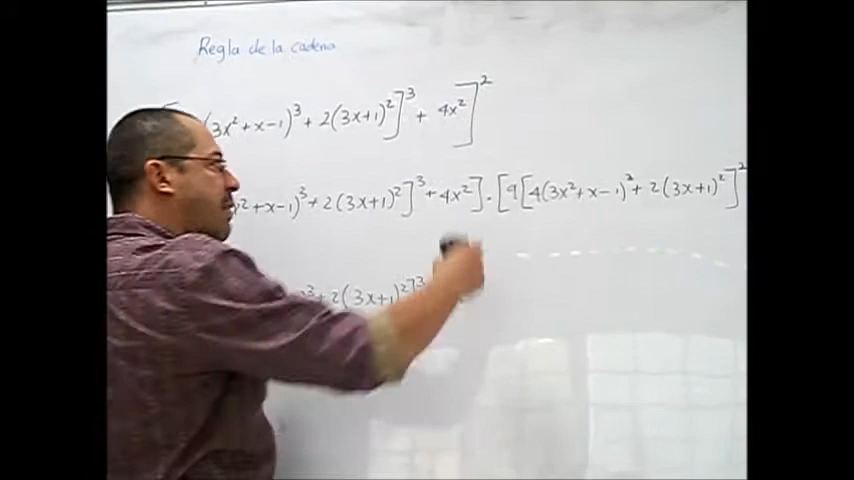 Regla de la cadena
(3x²+x-1)³ + 2(3x+1)²]³ + 4x²]²
²+x-1)³ + 2(3x+1)²]³ + 4x²] · [9[4(3x²+x-1)³ + 2(3x+1)²]²
³ + 2(3x+1)²]³